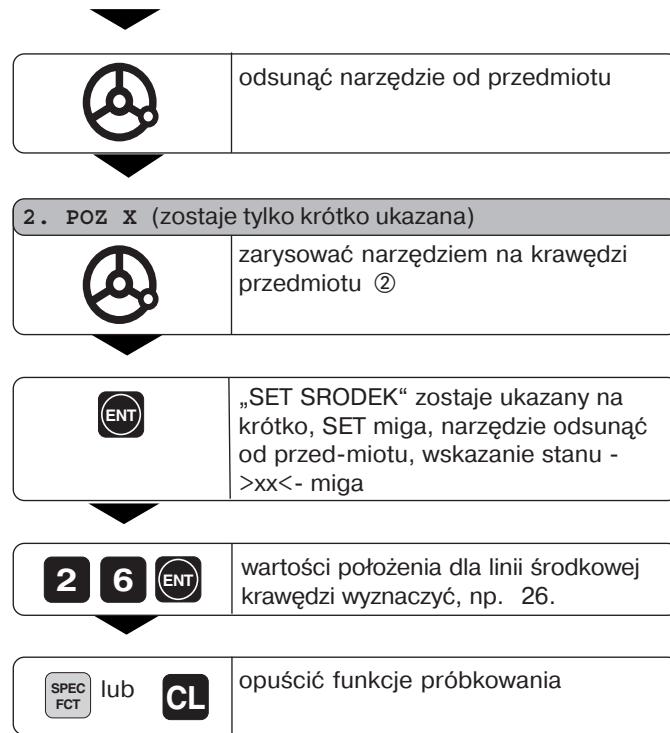 odsunąć narzędzie od przedmiotu
2. POZ X (zostaje tylko krótko ukazana)
zarysować narzędziem na krawędzi
przedmiotu ②
ENT
„SET SRODEK“ zostaje ukazany na
krótko, SET miga, narzędzie odsunąć
od przed-miotu, wskazanie stanu -
>xx<- miga
2 6 ENT
wartości położenia dla linii środkowej
krawędzi wyznaczyć, np. 26.
SPEC
FCT lub CL
opuścić funkcje próbkowania